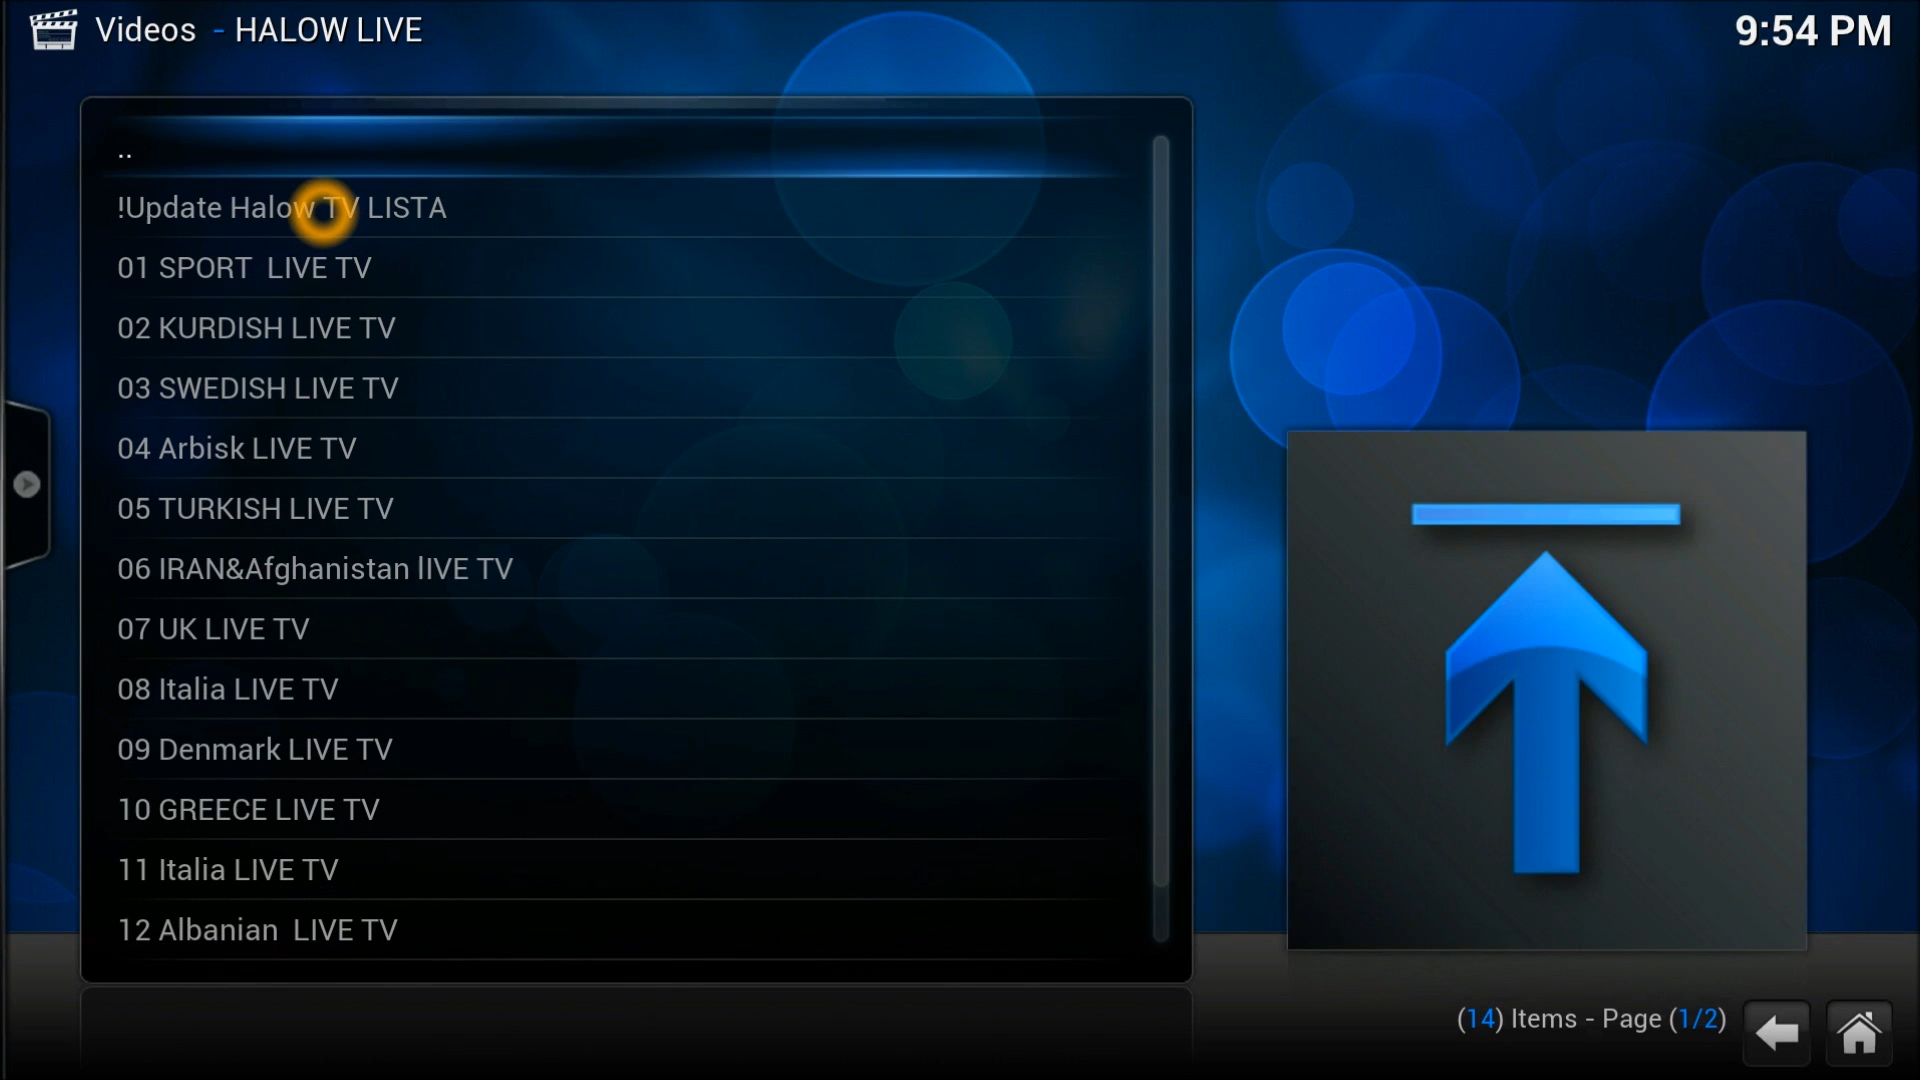 Videos - HALOW LIVE
9:54 PM
..
!Update Halow TV LISTA
01 SPORT  LIVE TV
02 KURDISH LIVE TV
03 SWEDISH LIVE TV
04 Arbisk LIVE TV
05 TURKISH LIVE TV
06 IRAN&Afghanistan lIVE TV
07 UK LIVE TV
08 Italia LIVE TV
09 Denmark LIVE TV
10 GREECE LIVE TV
11 Italia LIVE TV
12 Albanian  LIVE TV
(14) Items - Page (1/2)